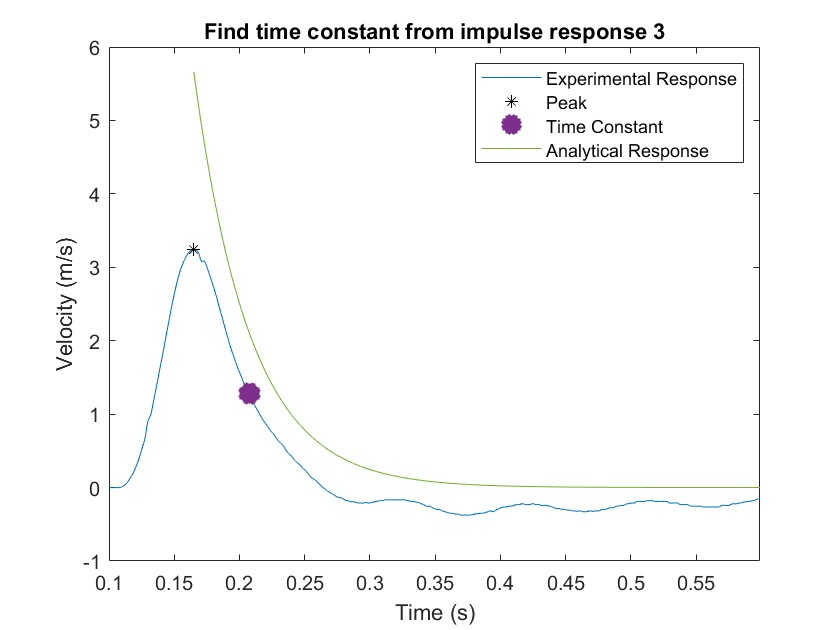 Find time constant from impulse response 3
6
5
4
3
2
1
0
-1
Velocity (m/s)
Experimental Response
Peak
Time Constant
Analytical Response
0.1 0.15 0.2 0.25 0.3 0.35 0.4 0.45 0.5 0.55
Time (s)